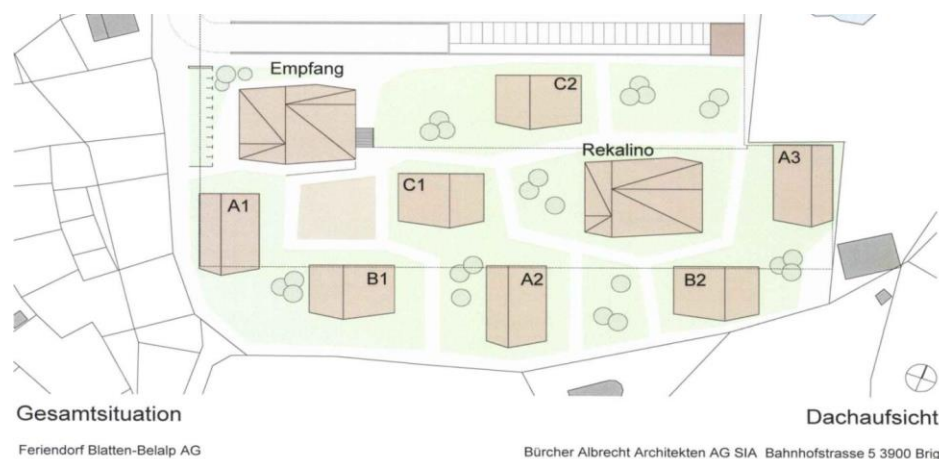 Empfang
C2
Rekalino
A3
C1
A1
B1
A2
B2
Gesamtsituation
Dachaufsicht
Feriendorf Blatten-Belalp AG
Bürcher Albrecht Architekten AG SIA Bahnhofstrasse 5 3900 Brig